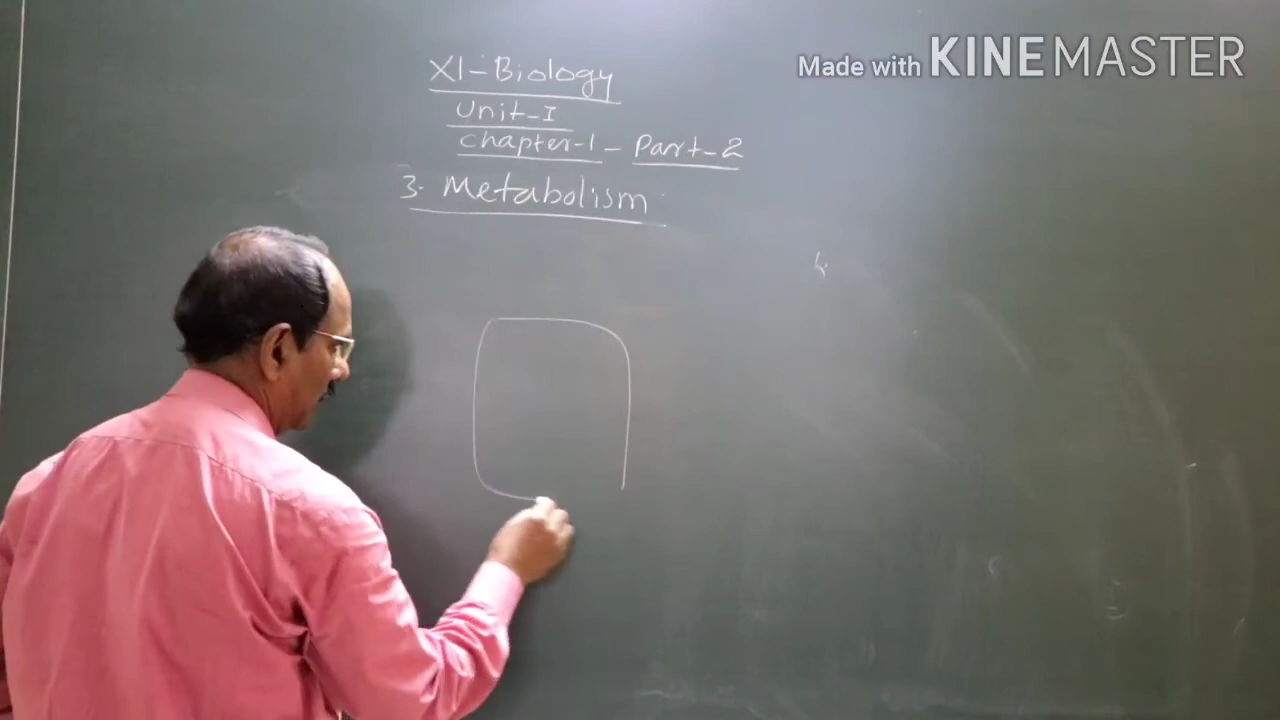 Made with KINEMASTER
XI-Biology
Unit-I
Chapter-1 - Part-2
3. Metabolism